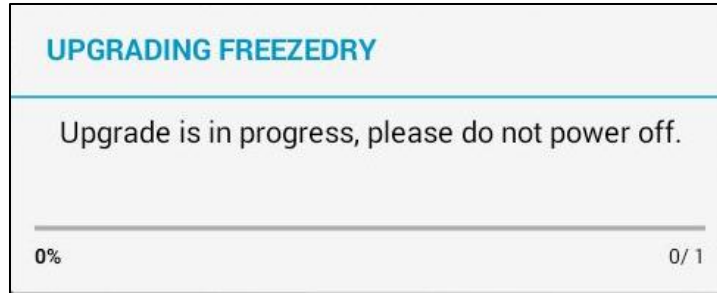 UPGRADING FREEZEDRY
Upgrade is in progress, please do not power off.
0% 0/ 1